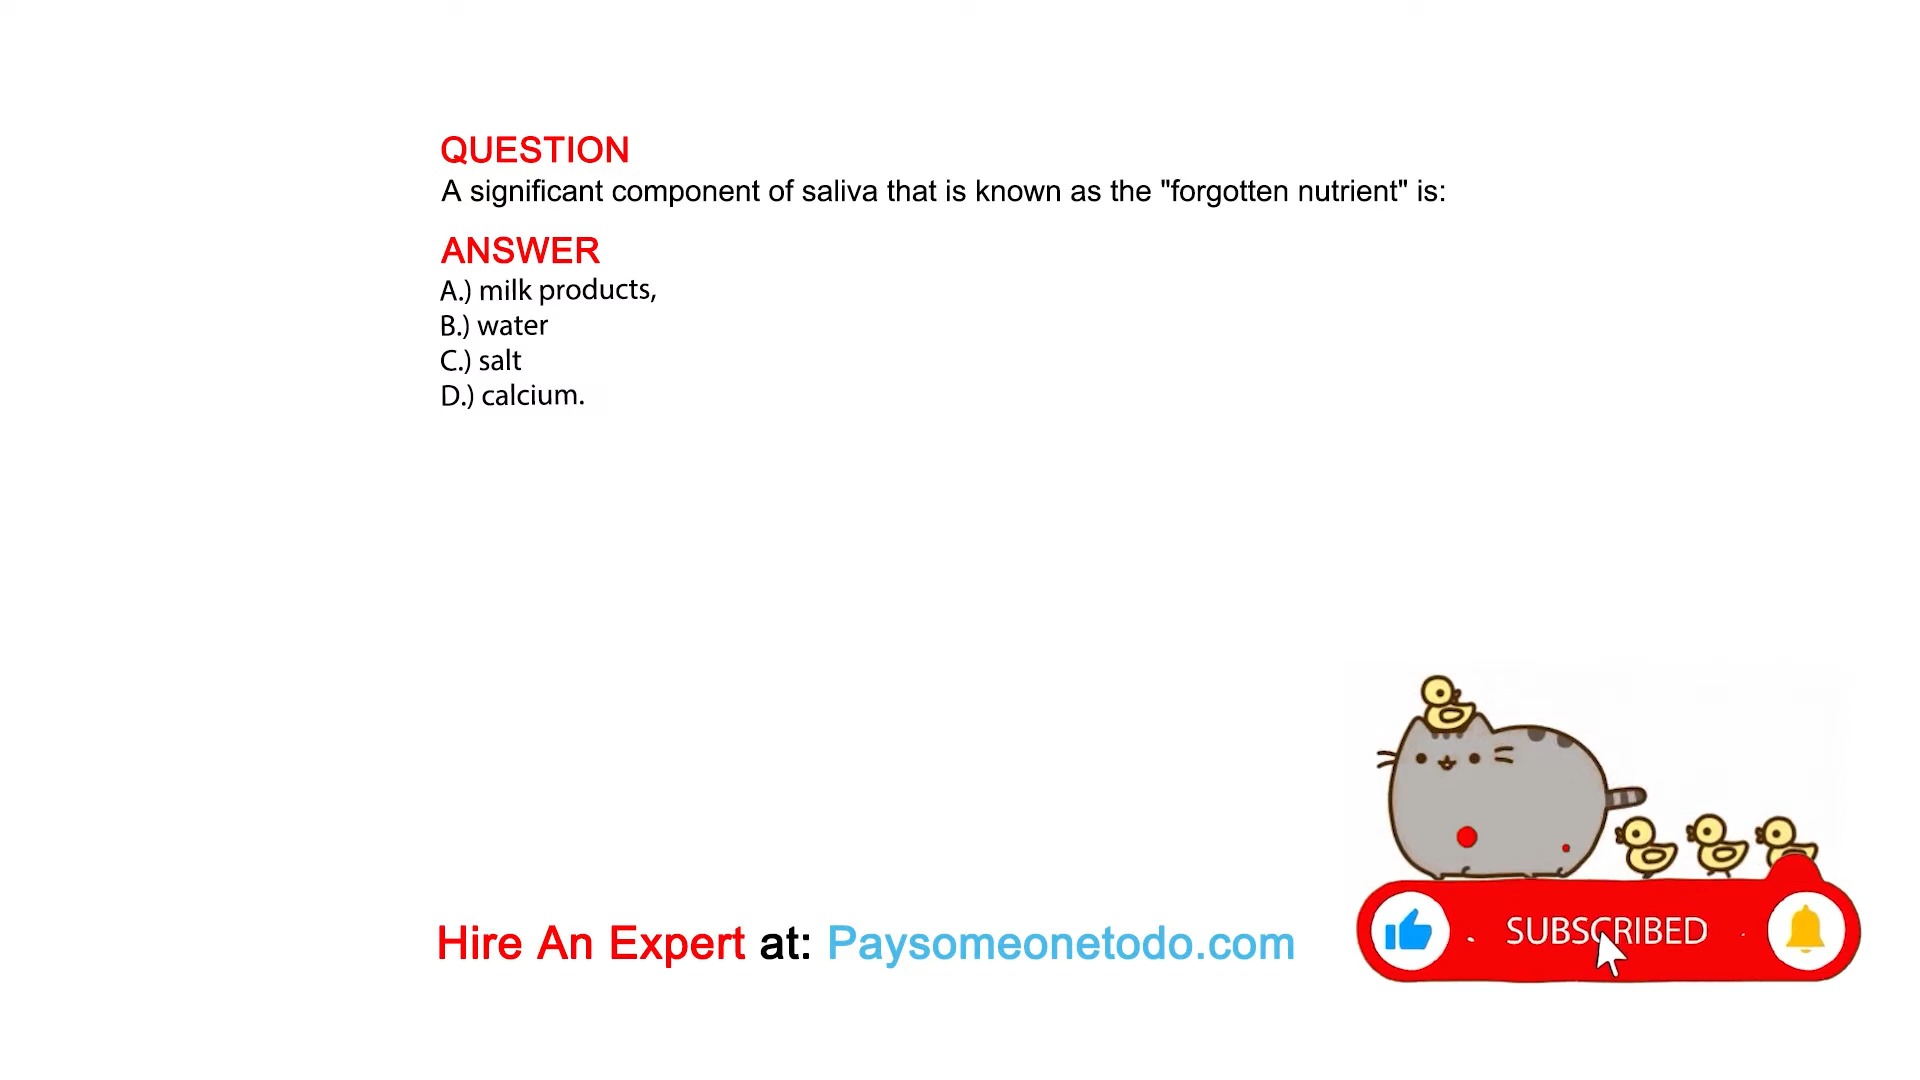 QUESTION
A significant component of saliva that is known as the "forgotten nutrient" is:
ANSWER
A.) milk products,
B.) water
C.) salt
D.) calcium.
Hire An Expert at: Paysomeonetodo.com
SUBSCRIBED